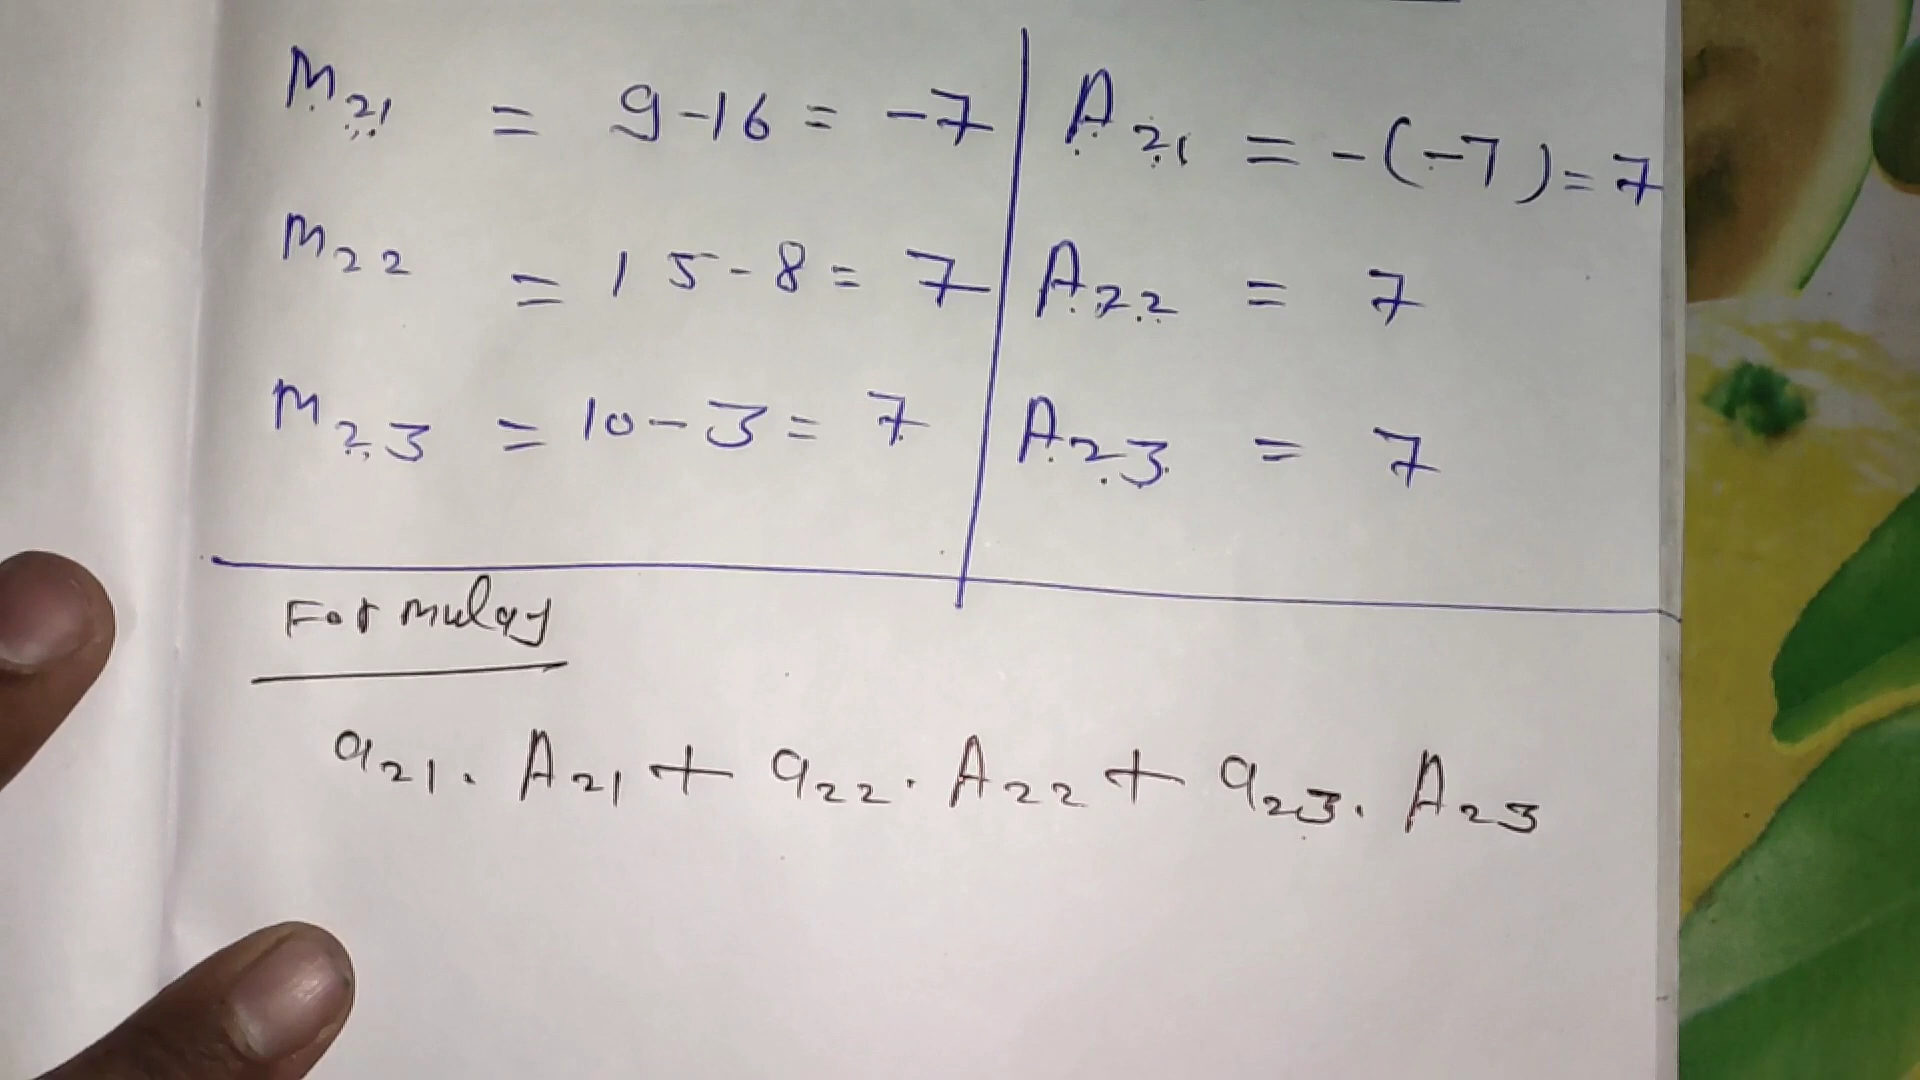 M21 = 9-16 = -7 | A21 = -(-7) = 7
M22 = 15-8 = 7 | A22 = 7
M23 = 10-3 = 7 | A23 = 7
Formulay
a21. A21 + a22. A22 + a23. A23